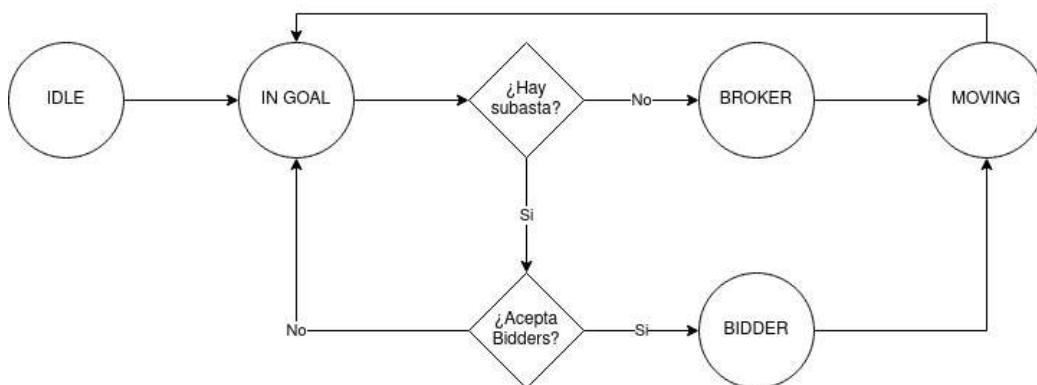 IDLE
IN GOAL
¿Hay
subasta?
No
BROKER
MOVING
Si
No
¿Acepta
Bidders?
Si
BIDDER